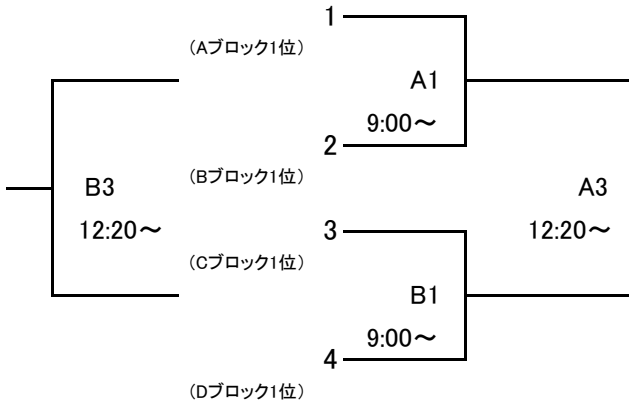 1
（Aブロック1位）
A1
9:00～
2
（Bブロック1位）
B3
A3
12:20～
12:20～
3
（Cブロック1位）
B1
9:00～
4
（Dブロック1位）